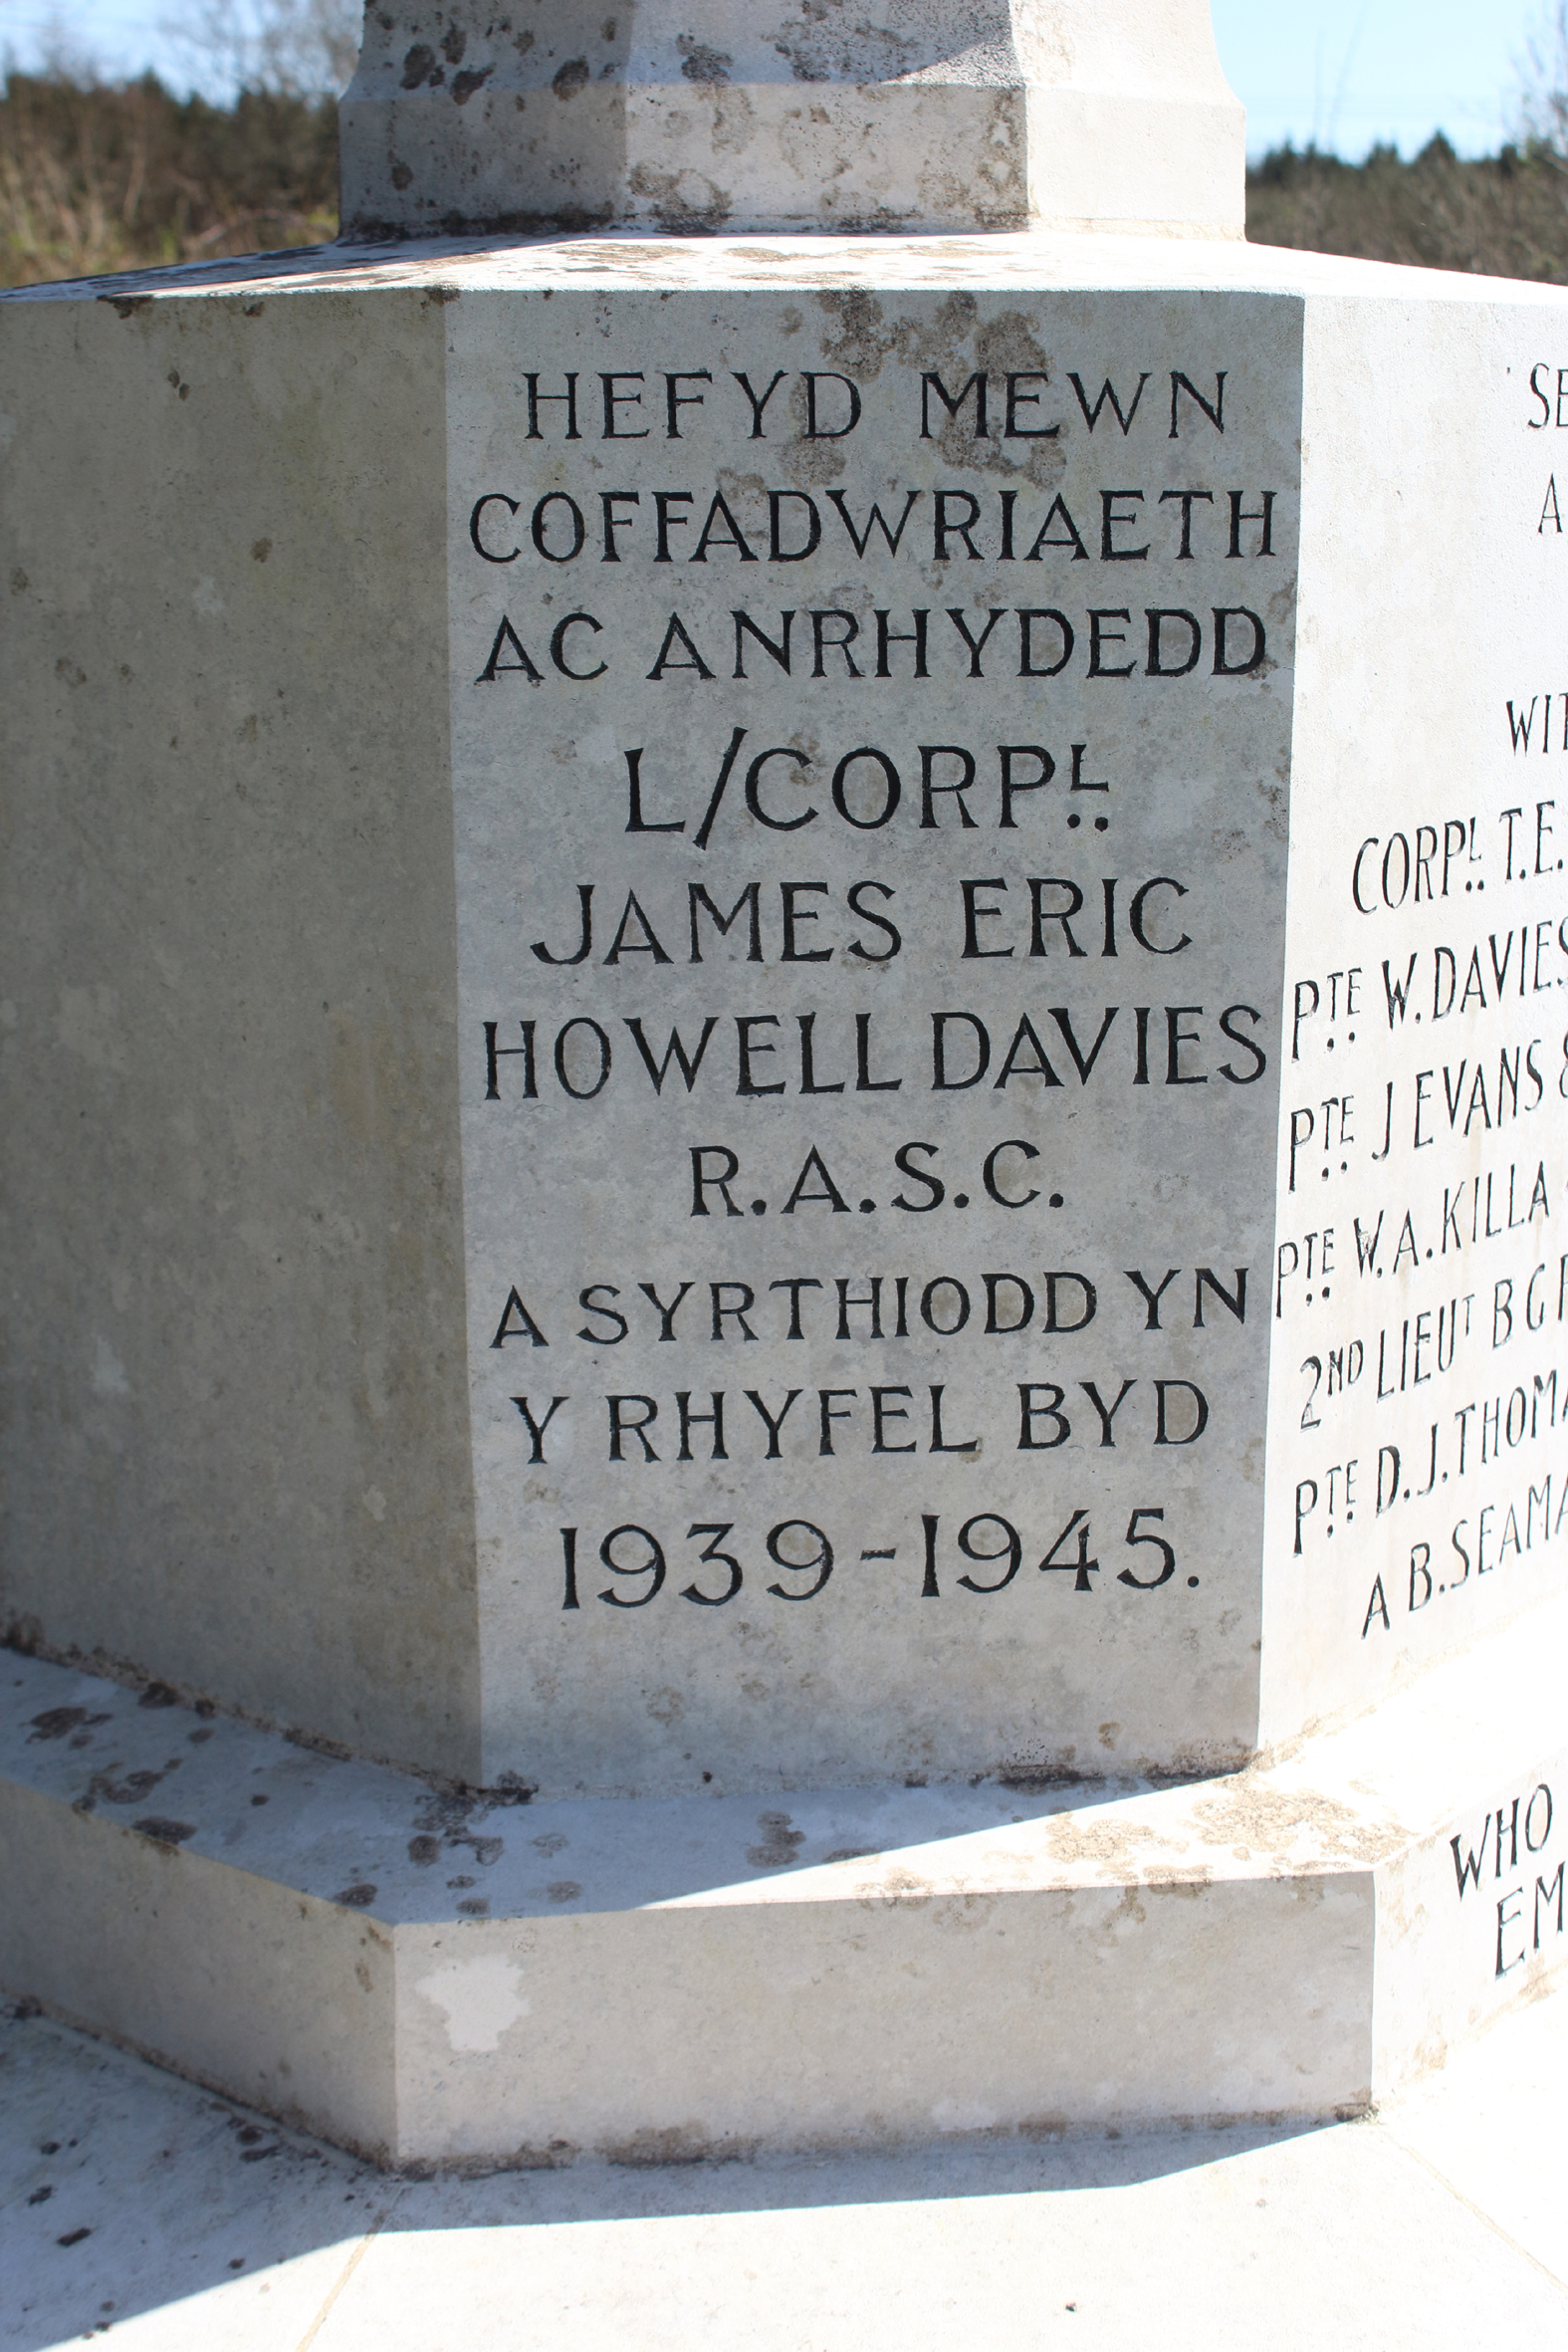 HEFYD MEWN
COFFADWRIAETH
AC ANRHYDEDD
L/CORPL.
JAMES ERIC
HOWELL DAVIES
R.A.S.C.
A SYRTHIODD YN
Y RHYFEL BYD
1939-1945.
A
CORPL. T.E.
PTE W. DAVIES
PTE J EVANS
PTE W.A. KILLA
2ND LIEUT B G
PTE D.J.
A B. 
WHO